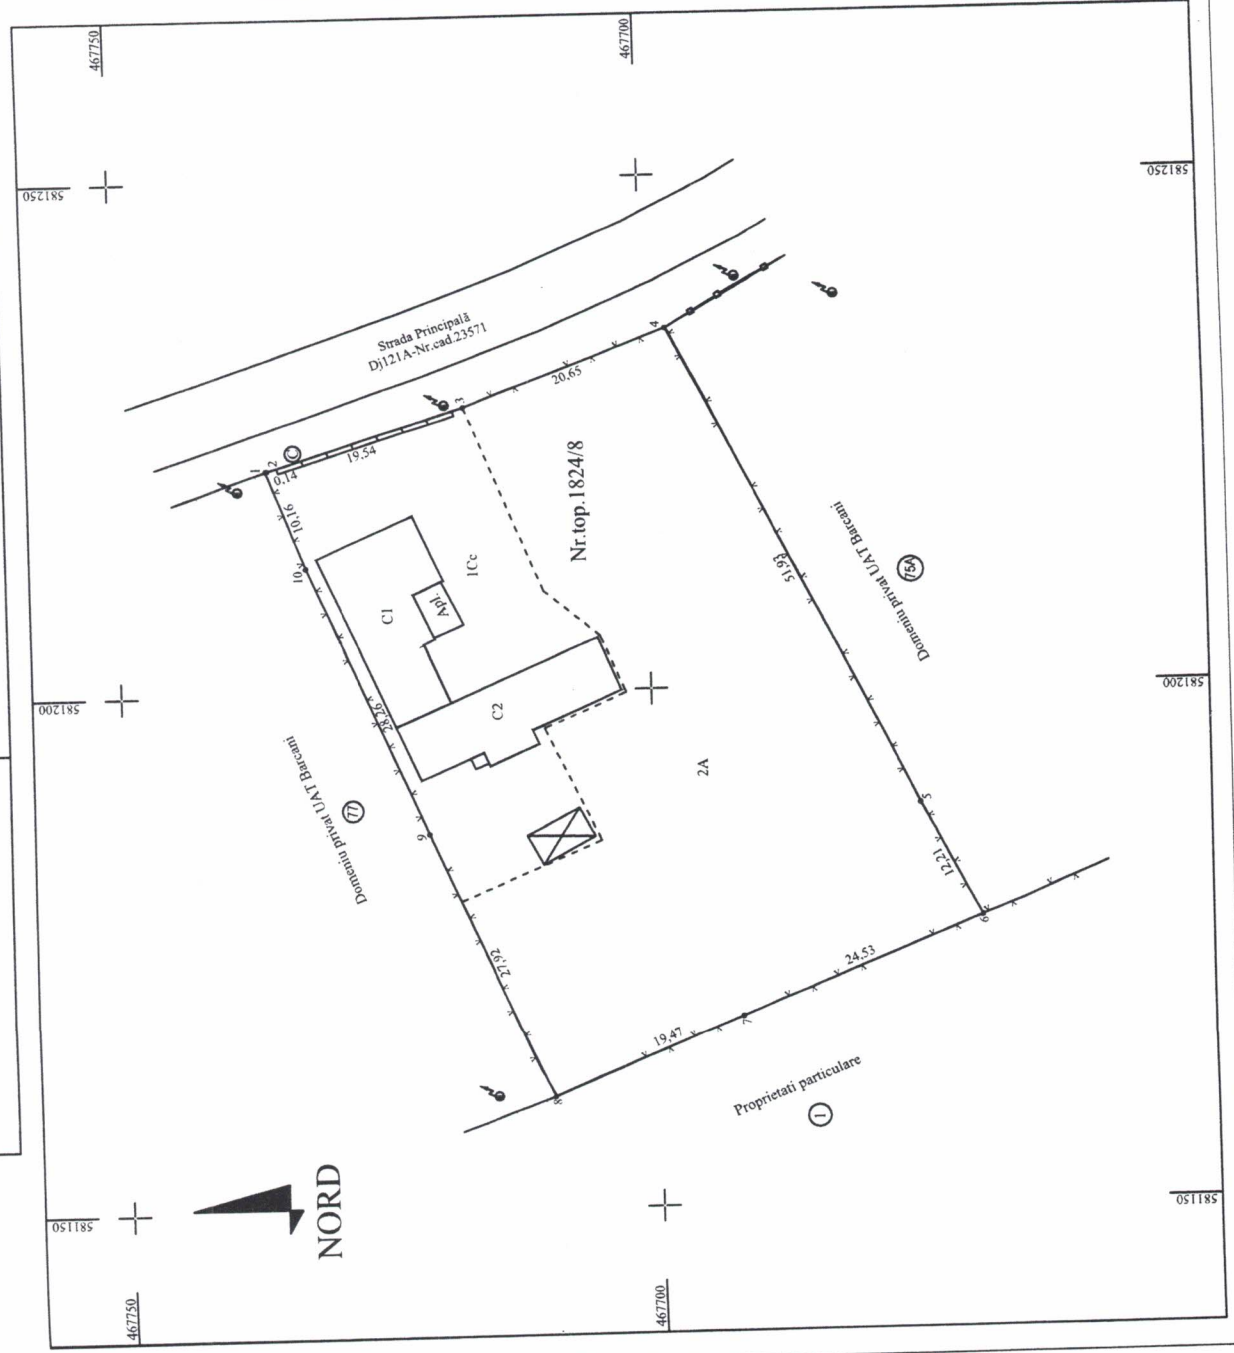 467750
467700
581250
581250
Strada Principală
Dj121A-Nr.cad.23571
1
2
0,14
C
19,54
3
20,65
4
10,16
10
C1
Apl.
1Cc
Nr.top.1824/8
28,26
C2
2A
51,93
Domeniu privat UAT Barcani
77
Domeniu privat UAT Barcani
75A
581200
581200
9
5
12,21
6
27,92
24,53
7
19,47
8
Proprietati particulare
1
NORD
581150
581150
467750
467700